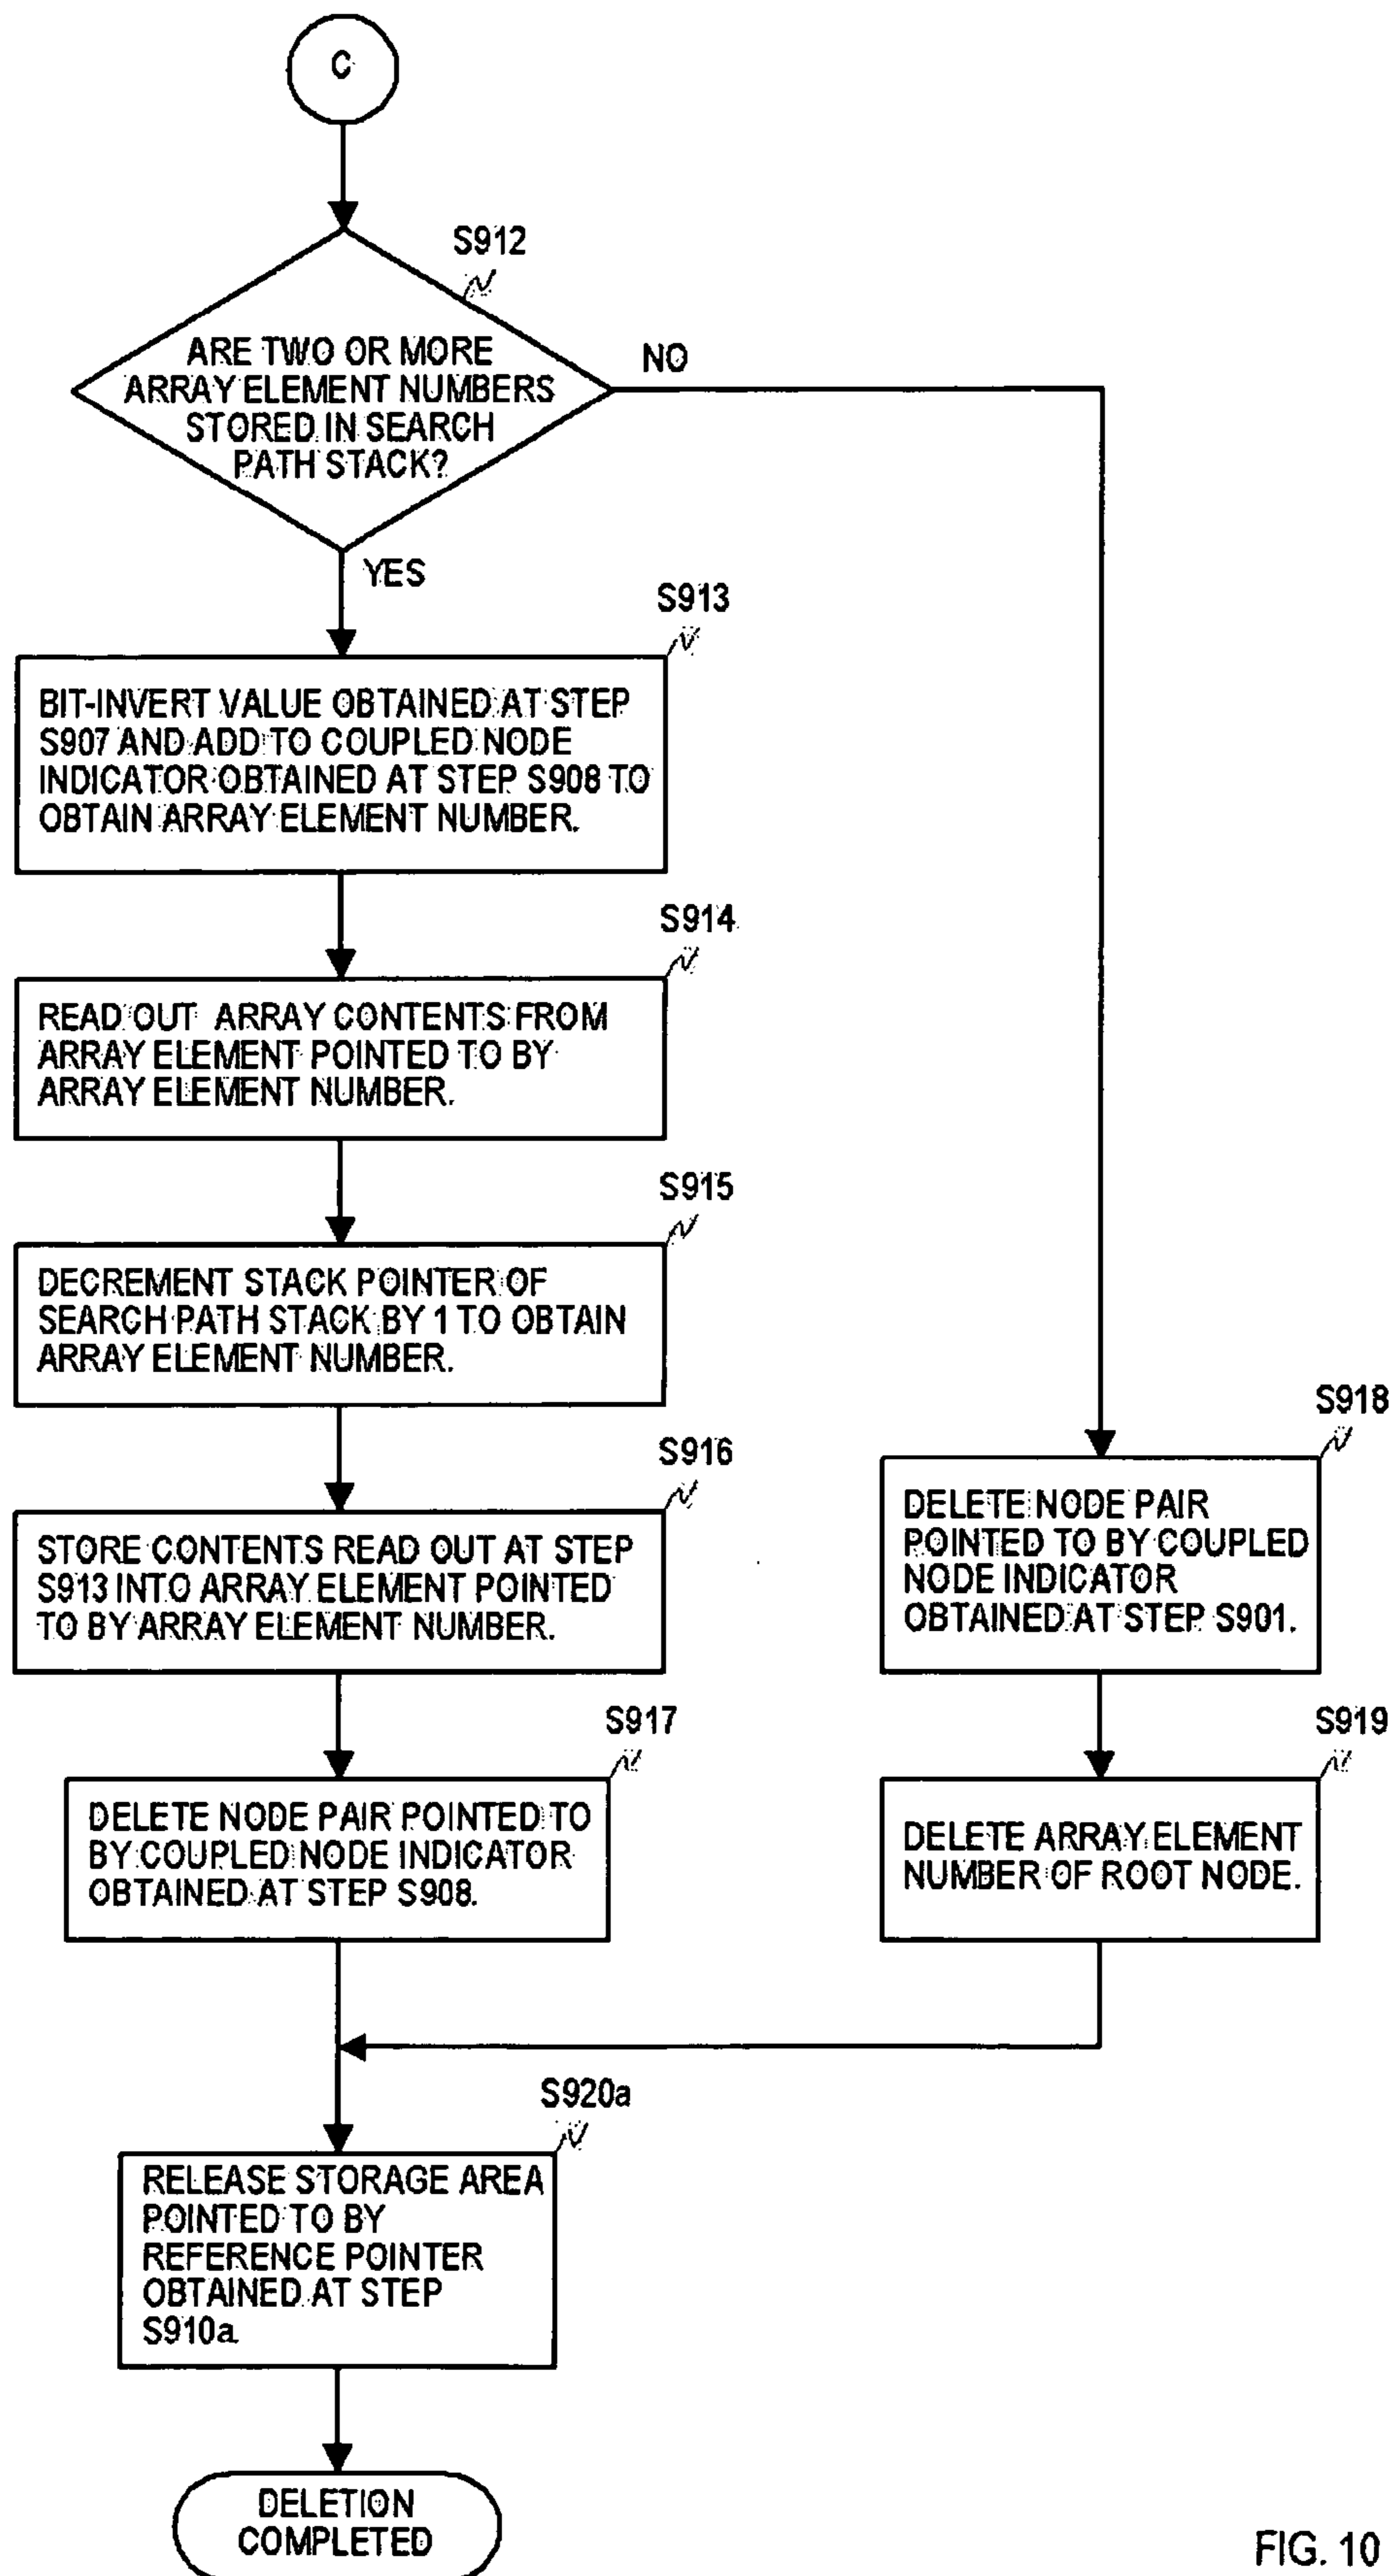 C
S912
ARE TWO OR MORE
ARRAY ELEMENT NUMBERS
STORED IN SEARCH
PATH STACK?
NO
YES
S913
BIT-INVERT VALUE OBTAINED AT STEP
S907 AND ADD TO COUPLED NODE
INDICATOR OBTAINED AT STEP S908 TO
OBTAIN ARRAY ELEMENT NUMBER.
S914
READ OUT ARRAY CONTENTS FROM
ARRAY ELEMENT POINTED TO BY
ARRAY ELEMENT NUMBER.
S915
DECREMENT STACK POINTER OF
SEARCH PATH STACK BY 1 TO OBTAIN
ARRAY ELEMENT NUMBER.
S916
STORE CONTENTS READ OUT AT STEP
S913 INTO ARRAY ELEMENT POINTED
TO BY ARRAY ELEMENT NUMBER.
S917
DELETE NODE PAIR POINTED TO
BY COUPLED NODE INDICATOR
OBTAINED AT STEP S908.
S918
DELETE NODE PAIR
POINTED TO BY COUPLED
NODE INDICATOR
OBTAINED AT STEP S901.
S919
DELETE ARRAY ELEMENT
NUMBER OF ROOT NODE.
S920a
RELEASE STORAGE AREA
POINTED TO BY
REFERENCE POINTER
OBTAINED AT STEP
S910a
DELETION
COMPLETED
FIG. 10